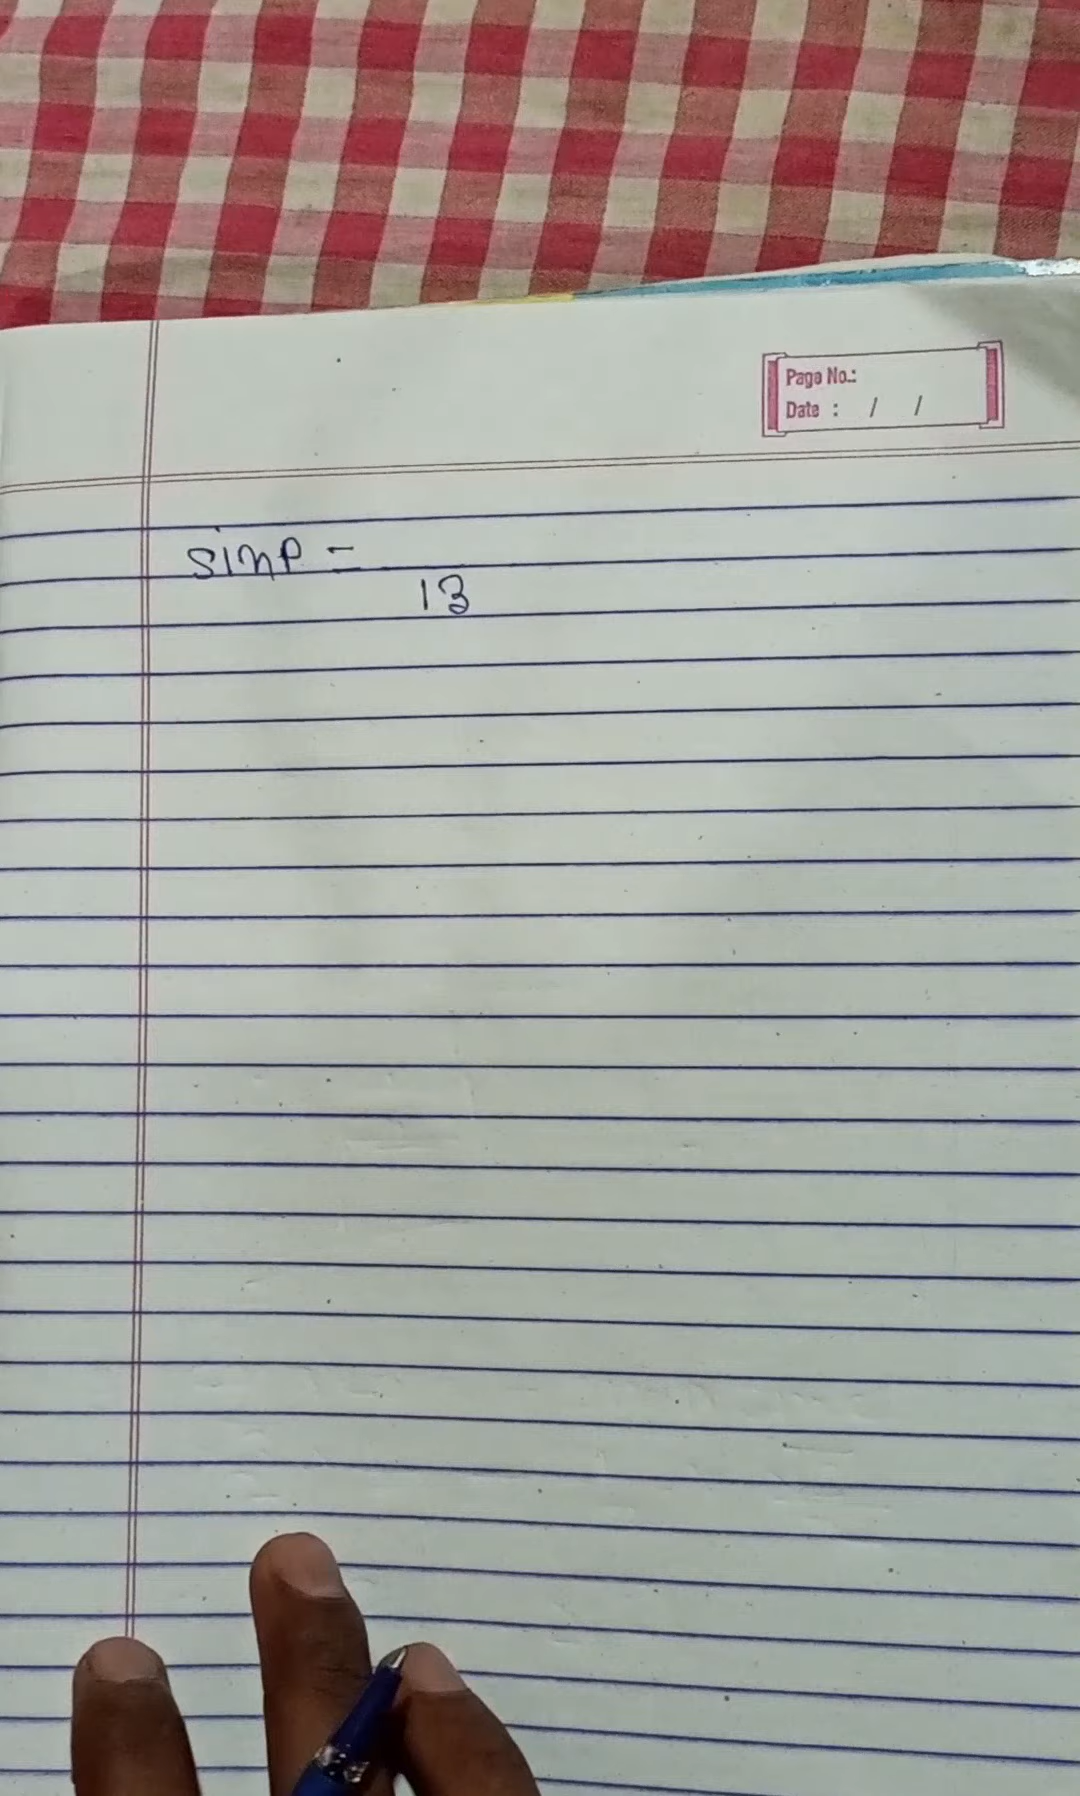 Page No.:
Date : / /
sinP =
13